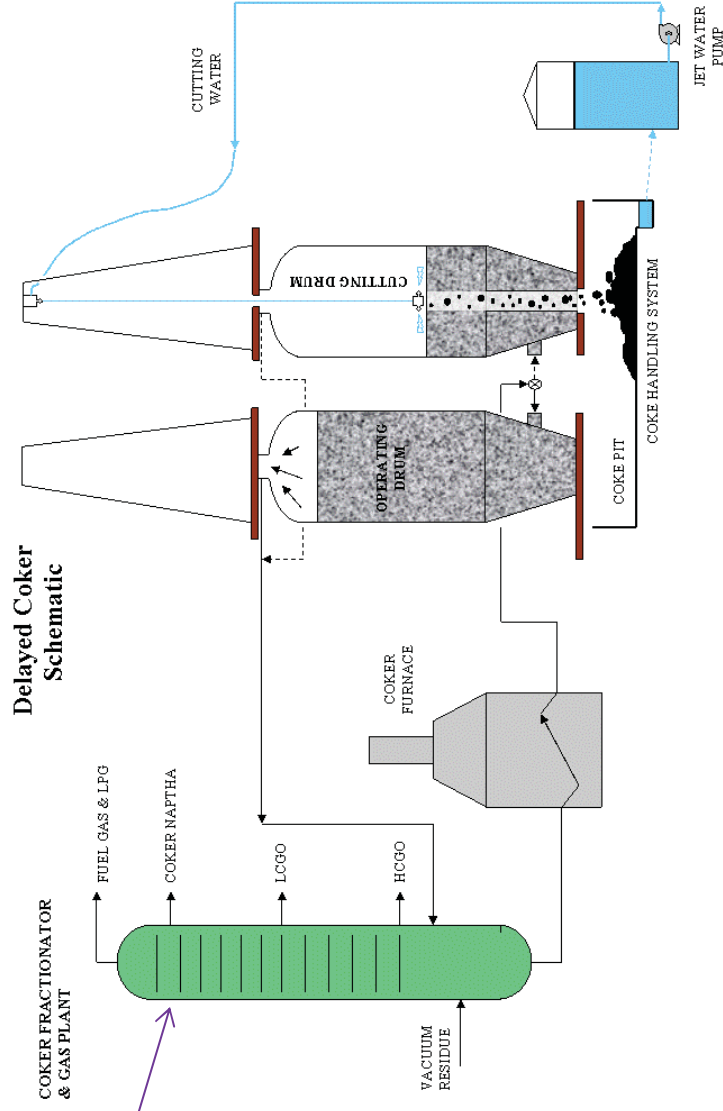 Delayed Coker
Schematic
COKER FRACTIONATOR
& GAS PLANT
FUEL GAS & LPG
COKER NAPTHA
LCGO
HCGO
VACUUM
RESIDUE
COKER
FURNACE
OPERATING
DRUM
CUTTING DRUM
CUTTING
WATER
COKE PIT
COKE HANDLING SYSTEM
JET WATER
PUMP